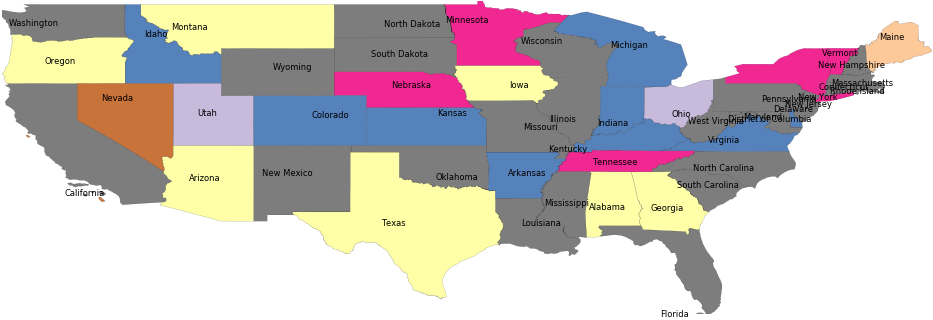 Washington
Montana
North Dakota
Minnesota
Maine
Idaho
Oregon
South Dakota
Wisconsin
Michigan
Vermont
New Hampshire
Wyoming
Nebraska
Iowa
Massachusetts
Connecticut
Rhode Island
Nevada
Utah
Colorado
Kansas
Missouri
Illinois
Indiana
Ohio
Pennsylvania
New York
New Jersey
Delaware
West Virginia
District of Columbia
Maryland
Virginia
Kentucky
Tennessee
California
Arizona
New Mexico
Oklahoma
Arkansas
North Carolina
South Carolina
Texas
Louisiana
Mississippi
Alabama
Georgia
Florida